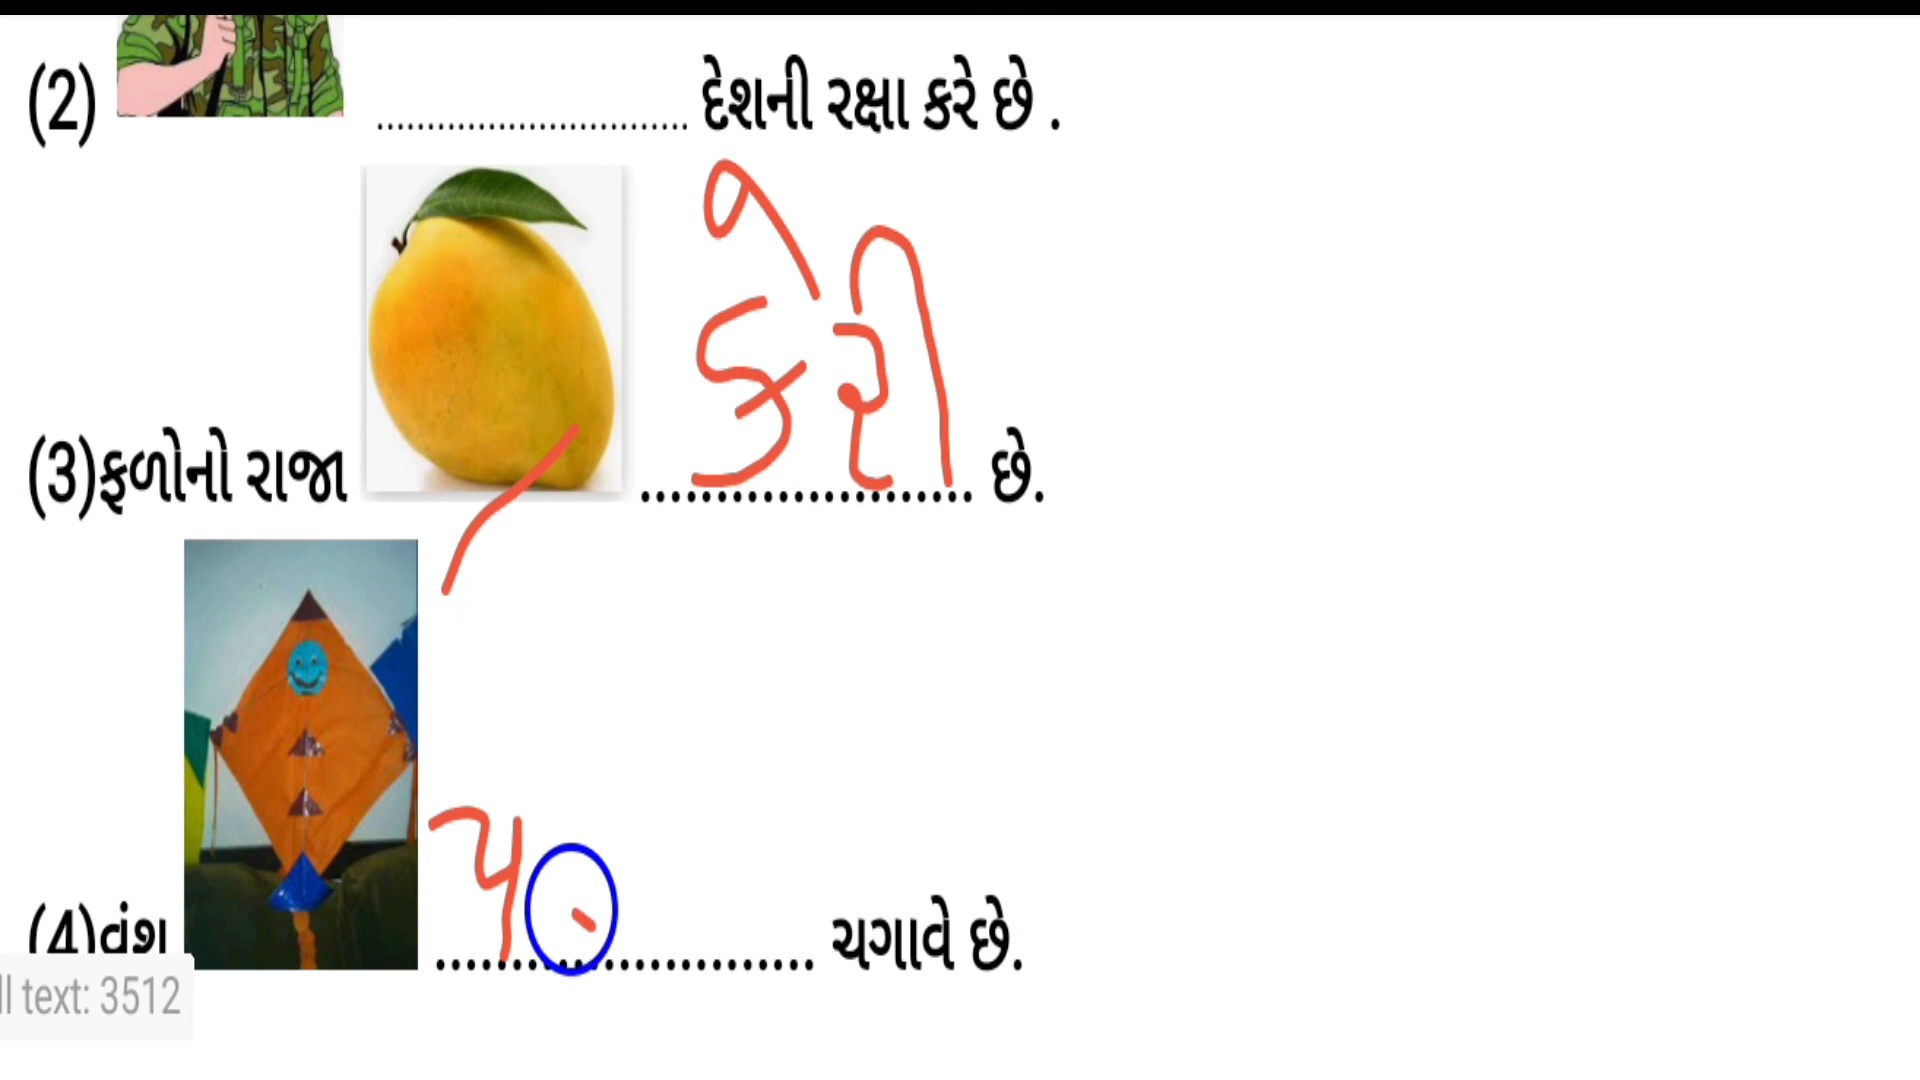 (2) .............................. દેશની રક્ષા કરે છે .
કેરી
(3)ફળોનો રાજા ...................... છે.
પ
(4)વંશ ......................... ચગાવે છે.
ll text: 3512